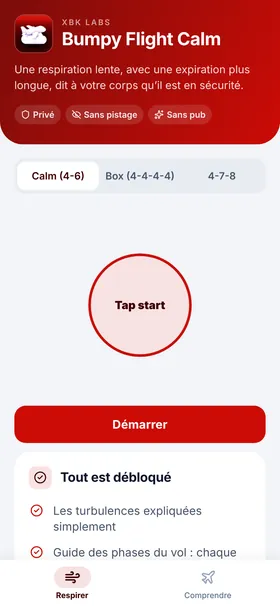 XBK LABS
Bumpy Flight Calm
Une respiration lente, avec une expiration plus
longue, dit à votre corps qu'il est en sécurité.
Privé
Sans pistage
Sans pub
Calm (4-6)
Box (4-4-4-4)
4-7-8
Tap start
Démarrer
Tout est débloqué
Les turbulences expliquées
simplement
Guide des phases du vol : chaque
Respirer
Comprendre